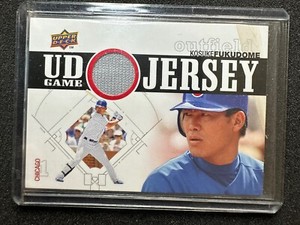 UPPER DECK
outfield
KOSUKE FUKUDOME
UD GAME JERSEY
CHICAGO